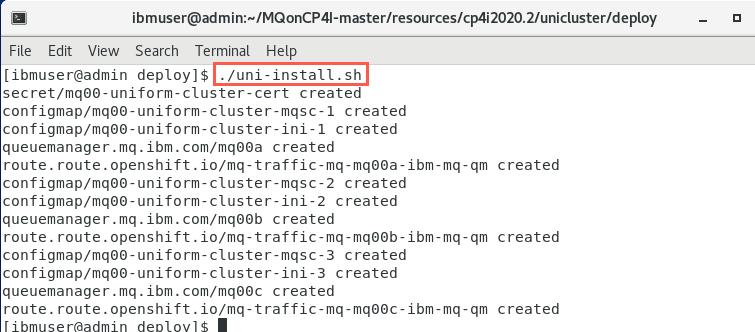 ibmuser@admin:~/MQonCP4I-master/resources/cp4i2020.2/unicluster/deploy
File Edit View Search Terminal Help
[ibmuser@admin deploy]$ ./uni-install.sh
secret/mq00-uniform-cluster-cert created
configmap/mq00-uniform-cluster-mqsc-1 created
configmap/mq00-uniform-cluster-ini-1 created
queuemanager.mq.ibm.com/mq00a created
route.route.openshift.io/mq-traffic-mq-mq00a-ibm-mq-qm created
configmap/mq00-uniform-cluster-mqsc-2 created
configmap/mq00-uniform-cluster-ini-2 created
queuemanager.mq.ibm.com/mq00b created
route.route.openshift.io/mq-traffic-mq-mq00b-ibm-mq-qm created
configmap/mq00-uniform-cluster-mqsc-3 created
configmap/mq00-uniform-cluster-ini-3 created
queuemanager.mq.ibm.com/mq00c created
route.route.openshift.io/mq-traffic-mq-mq00c-ibm-mq-qm created
[ibmuser@admin deploy]$